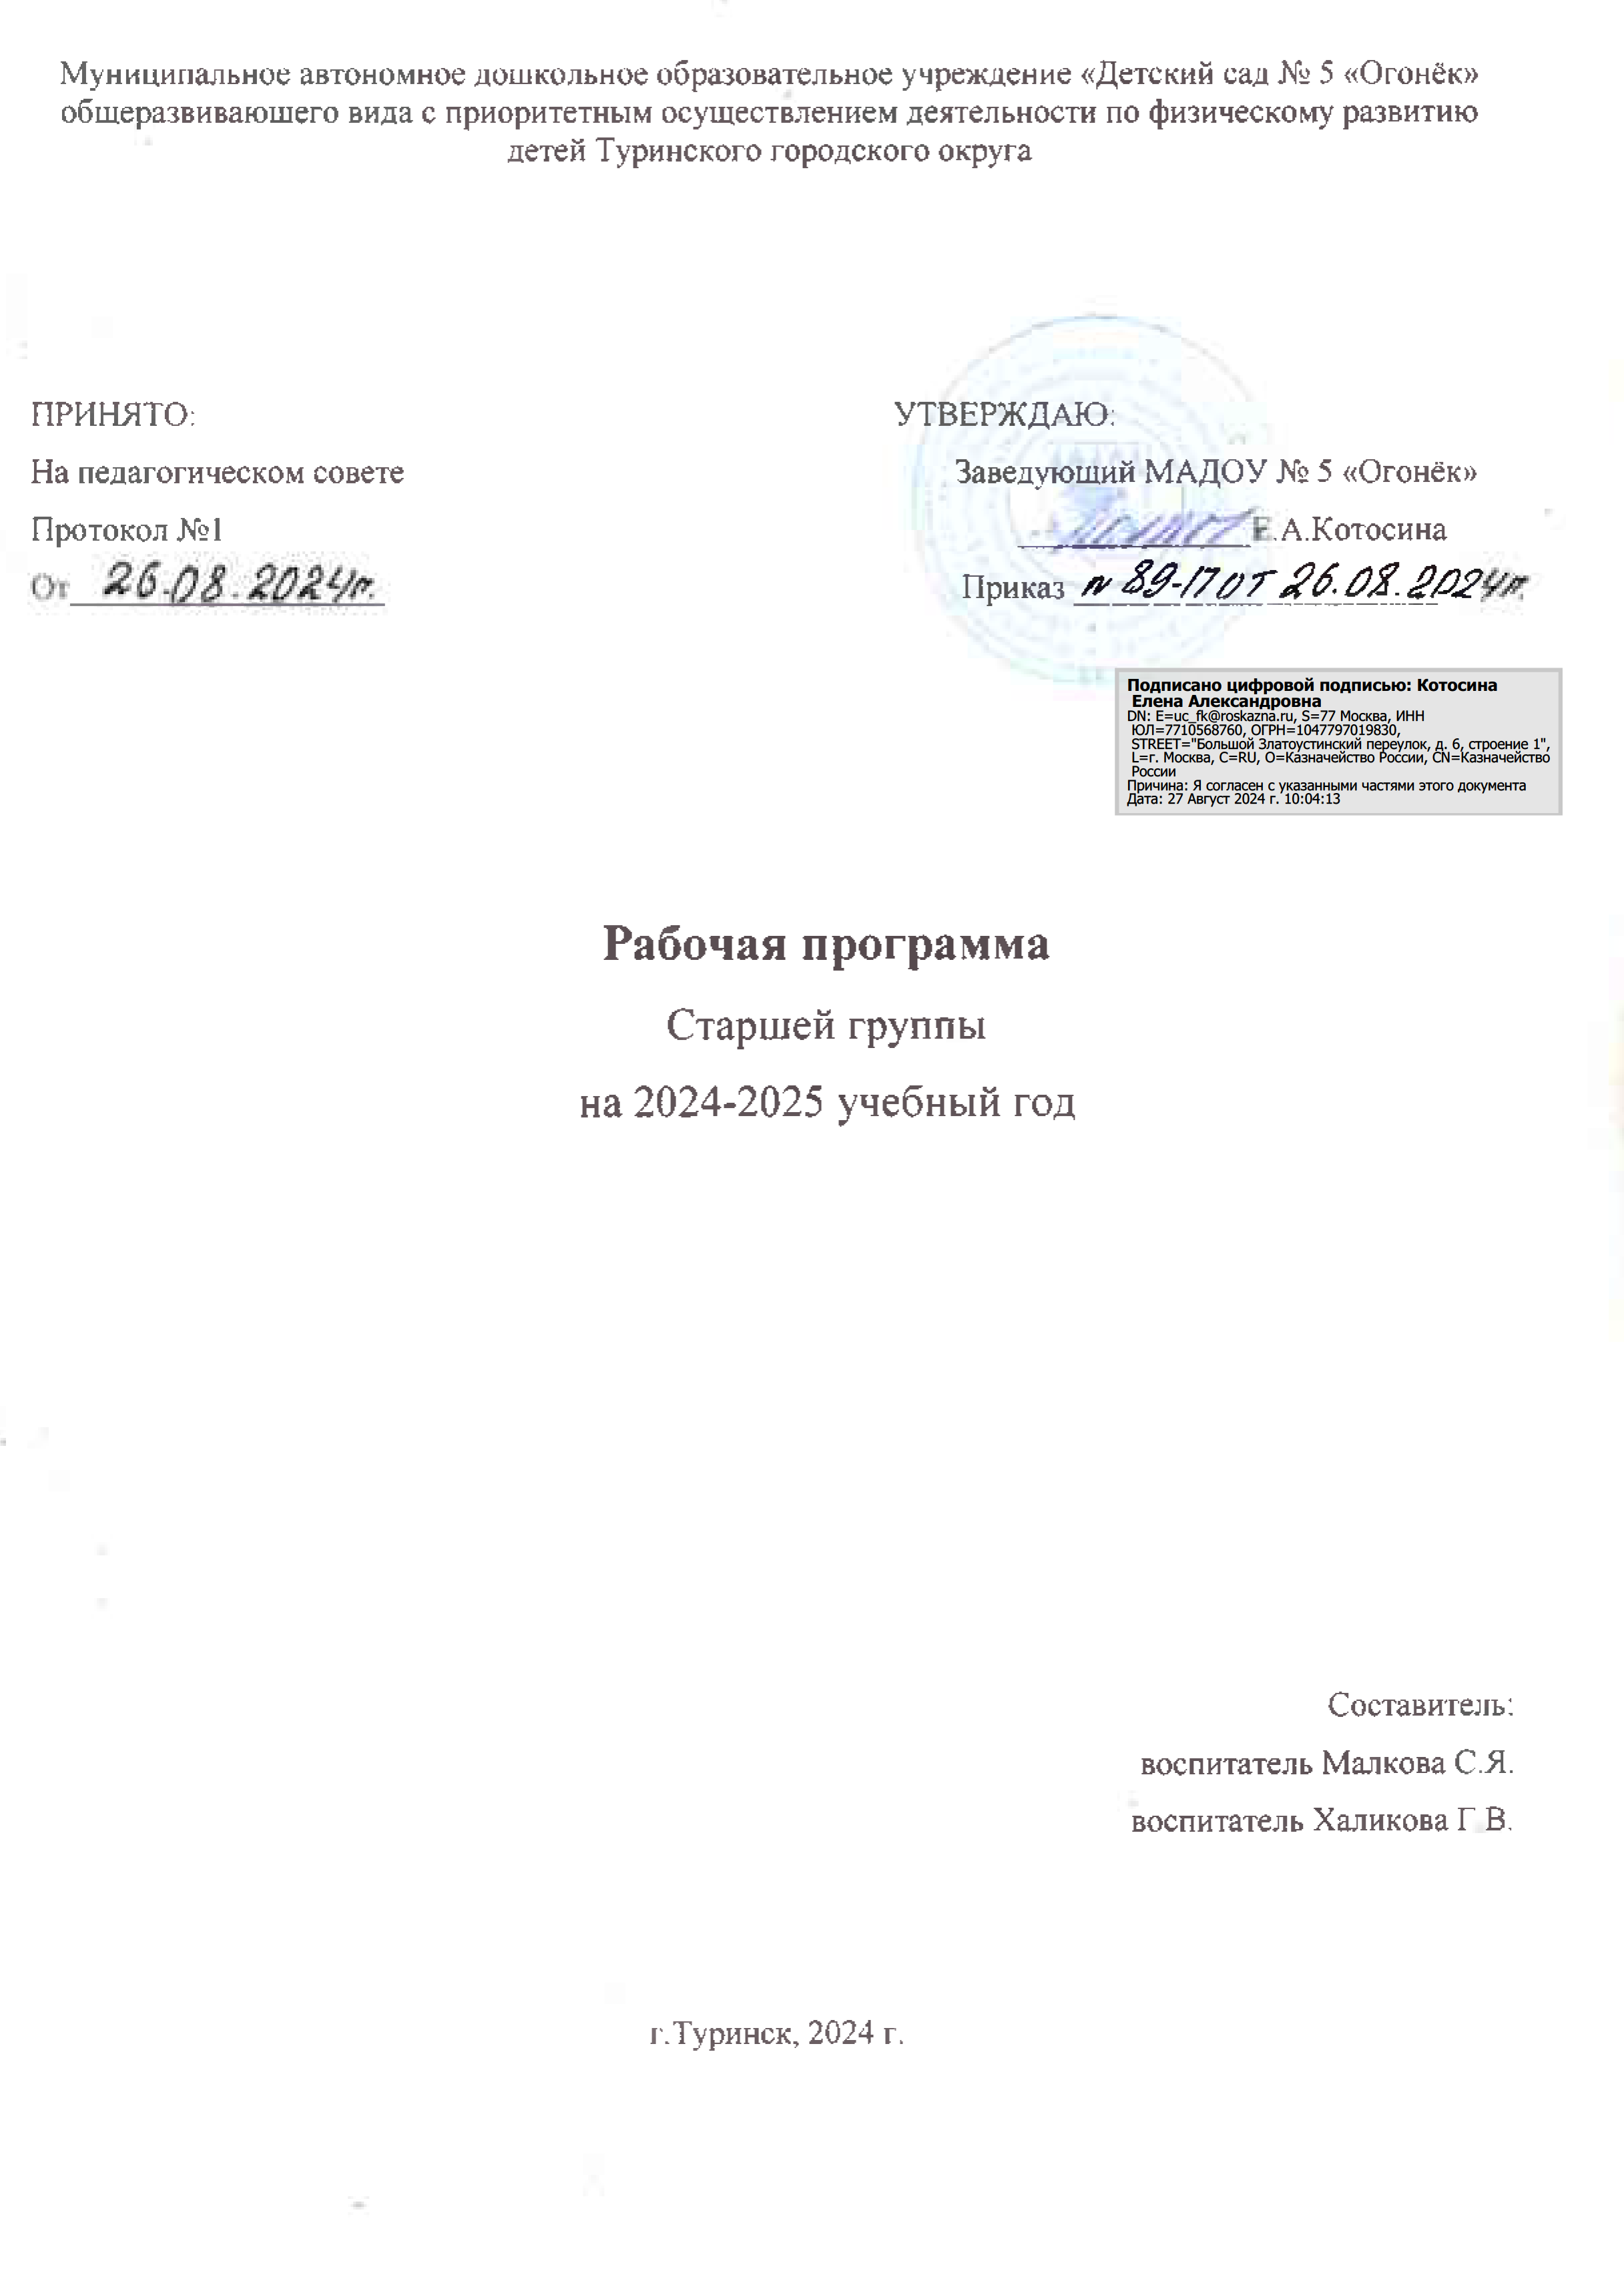 Муниципальное автономное дошкольное образовательное учреждение «Детский сад № 5 «Огонёк»
общеразвивающего вида с приоритетным осуществлением деятельности по физическому развитию
детей Туринского городского округа
ПРИНЯТО:
На педагогическом совете
Протокол №1
От 26.08.2024г.
УТВЕРЖДАЮ:
Заведующий МАДОУ № 5 «Огонёк»
Е.А.Котосина
Приказ № 89-П от 26.08.2024г.
Подписано цифровой подписью: Котосина
Елена Александровна
DN: E=uc_fk@roskazna.ru, S=77 Москва, ИНН
ЮЛ=7710568760, ОГРН=1047797019830,
STREET="Большой Златоустинский переулок, д. 6, строение 1",
L=г. Москва, C=RU, O=Казначейство России, CN=Казначейство
России
Причина: Я согласен с указанными частями этого документа
Дата: 27 Август 2024 г. 10:04:13
Рабочая программа
Старшей группы
на 2024-2025 учебный год
Составитель:
воспитатель Малкова С.Я.
воспитатель Халикова Г.В.
г.Туринск, 2024 г.